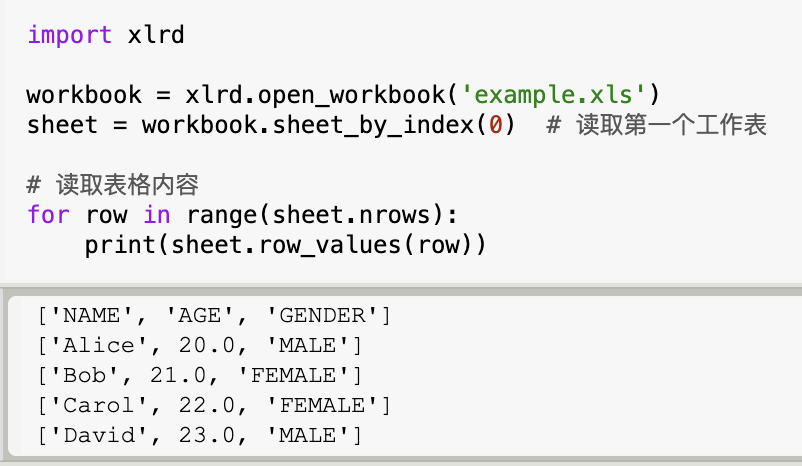 import xlrd
workbook = xlrd.open_workbook('example.xls')
sheet = workbook.sheet_by_index(0)  # 读取第一个工作表
# 读取表格内容
for row in range(sheet.nrows):
    print(sheet.row_values(row))
['NAME', 'AGE', 'GENDER']
['Alice', 20.0, 'MALE']
['Bob', 21.0, 'FEMALE']
['Carol', 22.0, 'FEMALE']
['David', 23.0, 'MALE']